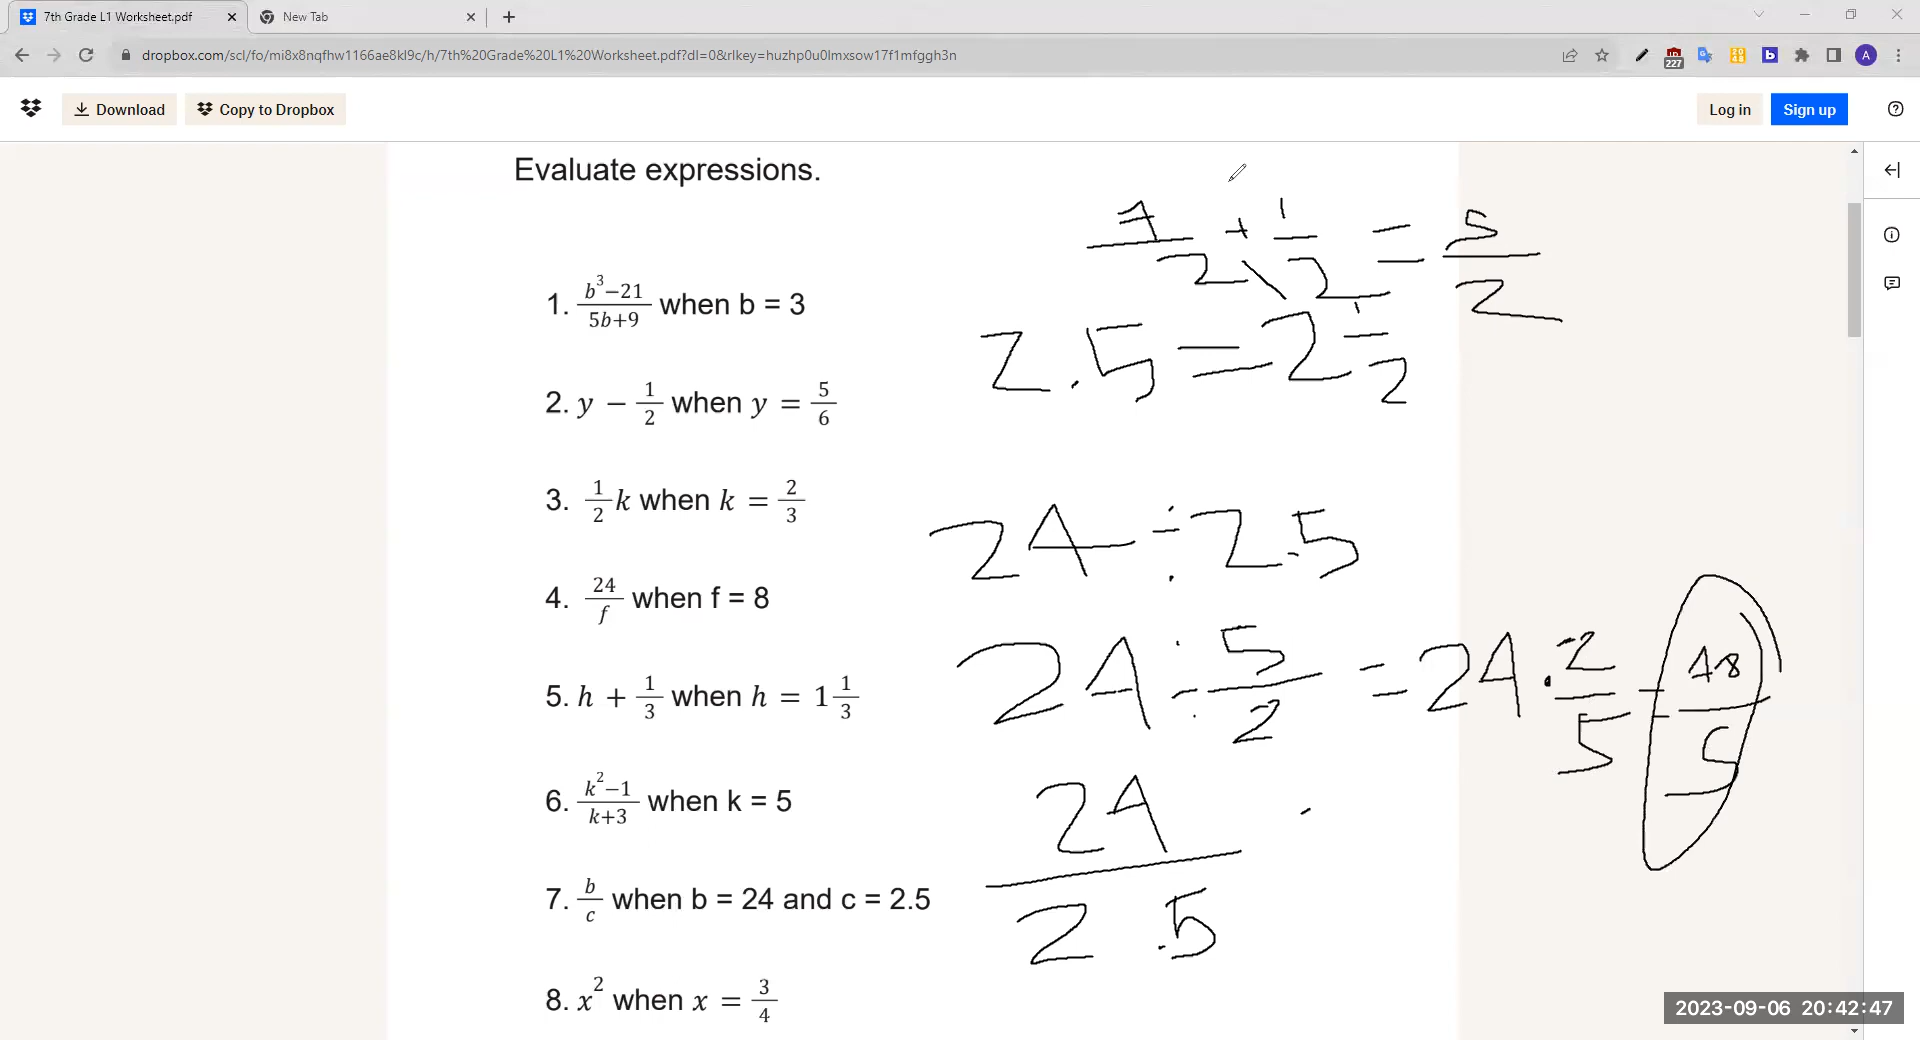 7th Grade L1 Worksheet.pdf
New Tab
dropbox.com/scl/fo/mi8x8nqfhw1166ae8kl9c/h/7th%20Grade%20L1%20Worksheet.pdf?dl=0&rlkey=huzhp0u0lmxsow17f1mfggh3n
227
A
Download
Copy to Dropbox
Log in
Sign up
Evaluate expressions.
4/2 + 1/2 = 5/2
2.5 = 2 1/2
1. (b³−21)/(5b+9) when b = 3
2. y − 1/2 when y = 5/6
3. 1/2 k when k = 2/3
24 ÷ 2.5
4. 24/f when f = 8
24 ÷ 5/2 = 24 · 2/5 = 48/5
5. h + 1/3 when h = 1 1/3
6. (k²−1)/(k+3) when k = 5
24/2.5
7. b/c when b = 24 and c = 2.5
8. x² when x = 3/4
2023-09-06 20:42:47